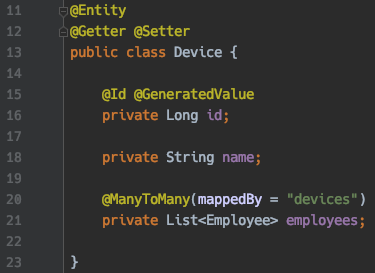 11 @Entity
12 @Getter @Setter
13 public class Device {
14
15     @Id @GeneratedValue
16     private Long id;
17
18     private String name;
19
20     @ManyToMany(mappedBy = "devices")
21     private List<Employee> employees;
22
23 }